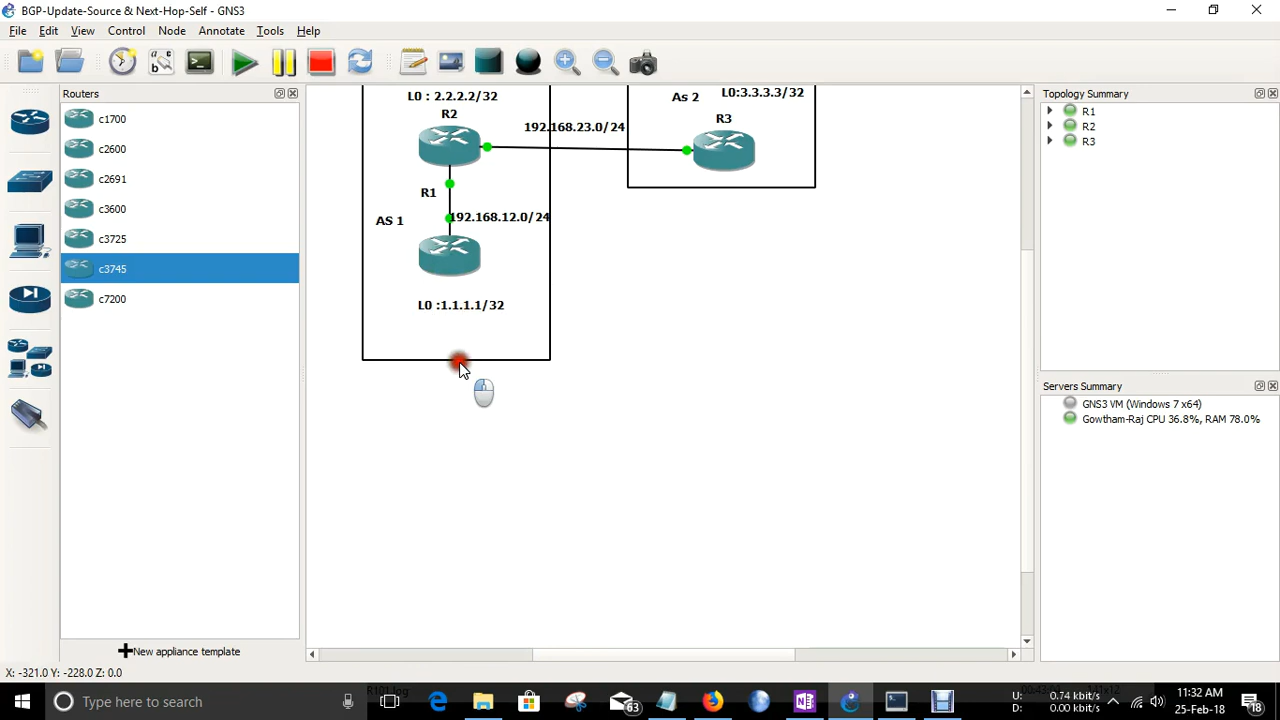 BGP-Update-Source & Next-Hop-Self - GNS3
File Edit View Control Node Annotate Tools Help
Routers
c1700
c2600
c2691
c3600
c3725
c3745
c7200
New appliance template
L0 : 2.2.2.2/32
R2
192.168.23.0/24
As 2
L0:3.3.3.3/32
R3
R1
AS 1
192.168.12.0/24
L0 :1.1.1.1/32
Topology Summary
R1
R2
R3
Servers Summary
GNS3 VM (Windows 7 x64)
Gowtham-Raj CPU 36.8%, RAM 78.0%
X: -321.0 Y: -228.0 Z: 0.0
Type here to search
63
U: 0.74 kbit/s
D: 0.00 kbit/s
11:32 AM
25-Feb-18
18